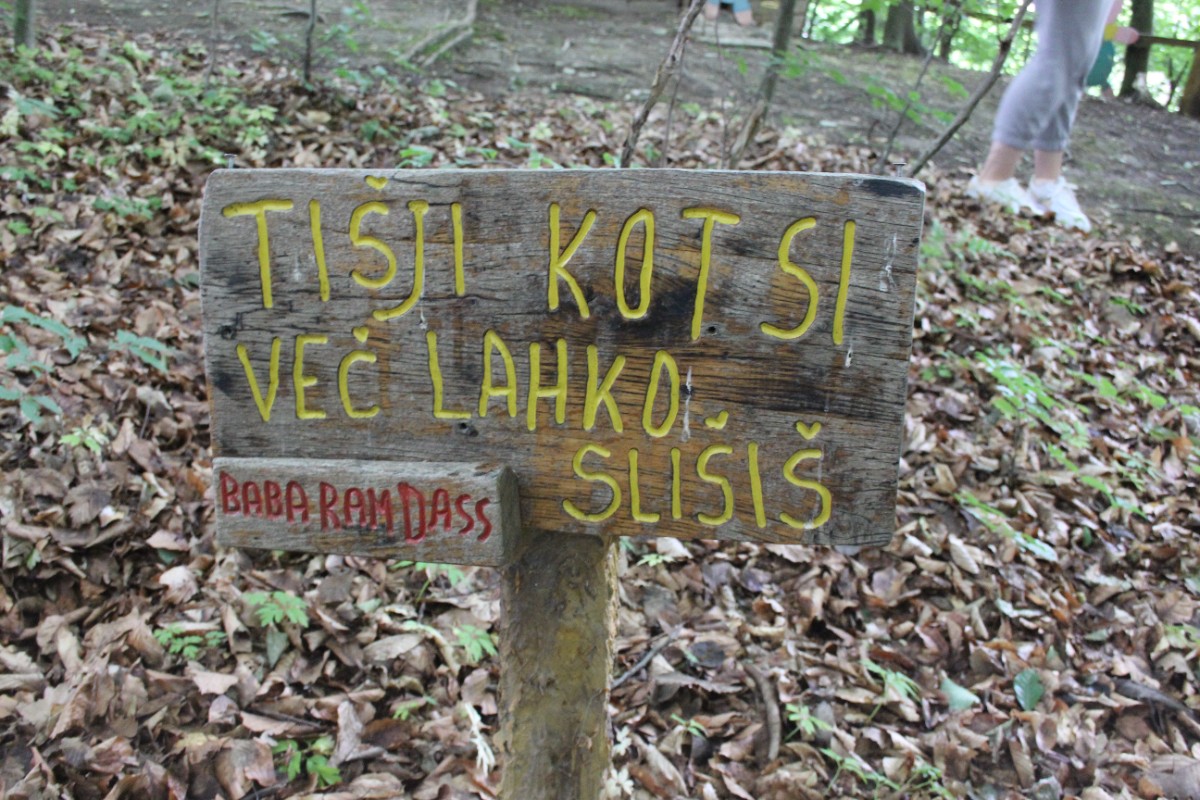 TIŠJI KOT SI
VEČ LAHKO
SLIŠIŠ
BABA RAM DASS